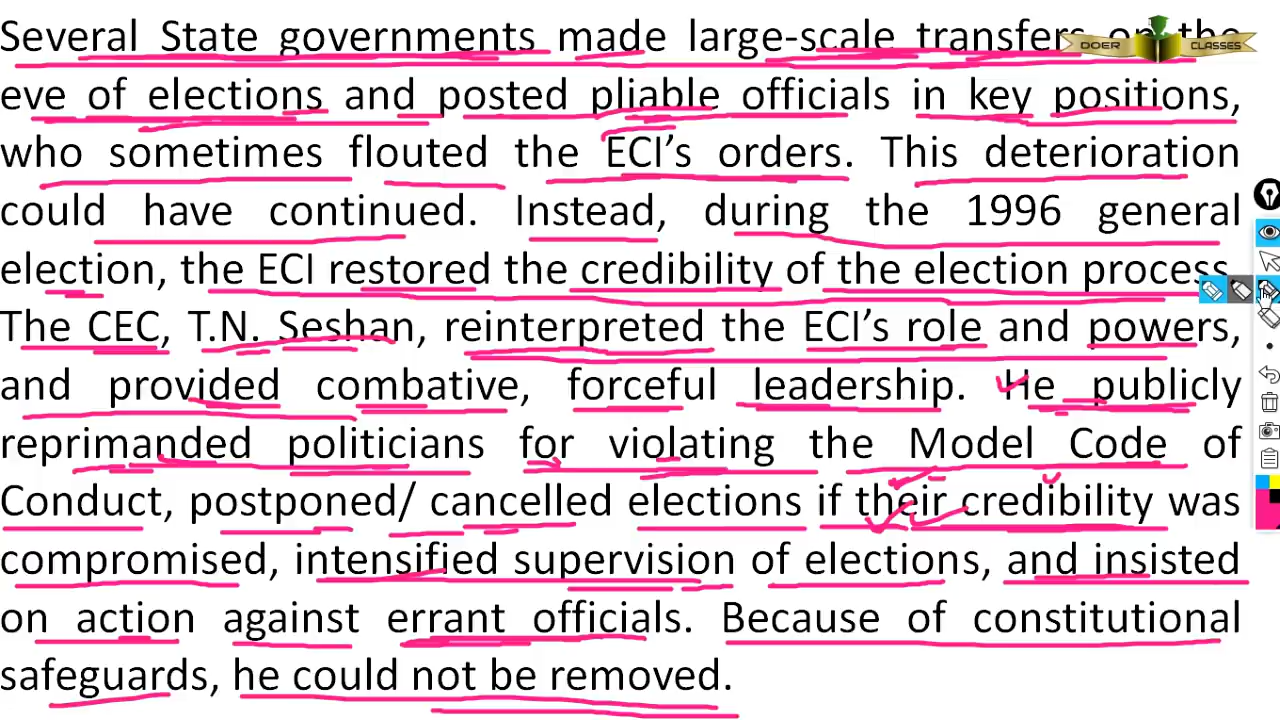 Several State governments made large-scale transfers on the
DOER CLASSES
eve of elections and posted pliable officials in key positions,
who sometimes flouted the ECI’s orders. This deterioration
could have continued. Instead, during the 1996 general
election, the ECI restored the credibility of the election process.
The CEC, T.N. Seshan, reinterpreted the ECI’s role and powers,
and provided combative, forceful leadership. He publicly
reprimanded politicians for violating the Model Code of
Conduct, postponed/ cancelled elections if their credibility was
compromised, intensified supervision of elections, and insisted
on action against errant officials. Because of constitutional
safeguards, he could not be removed.